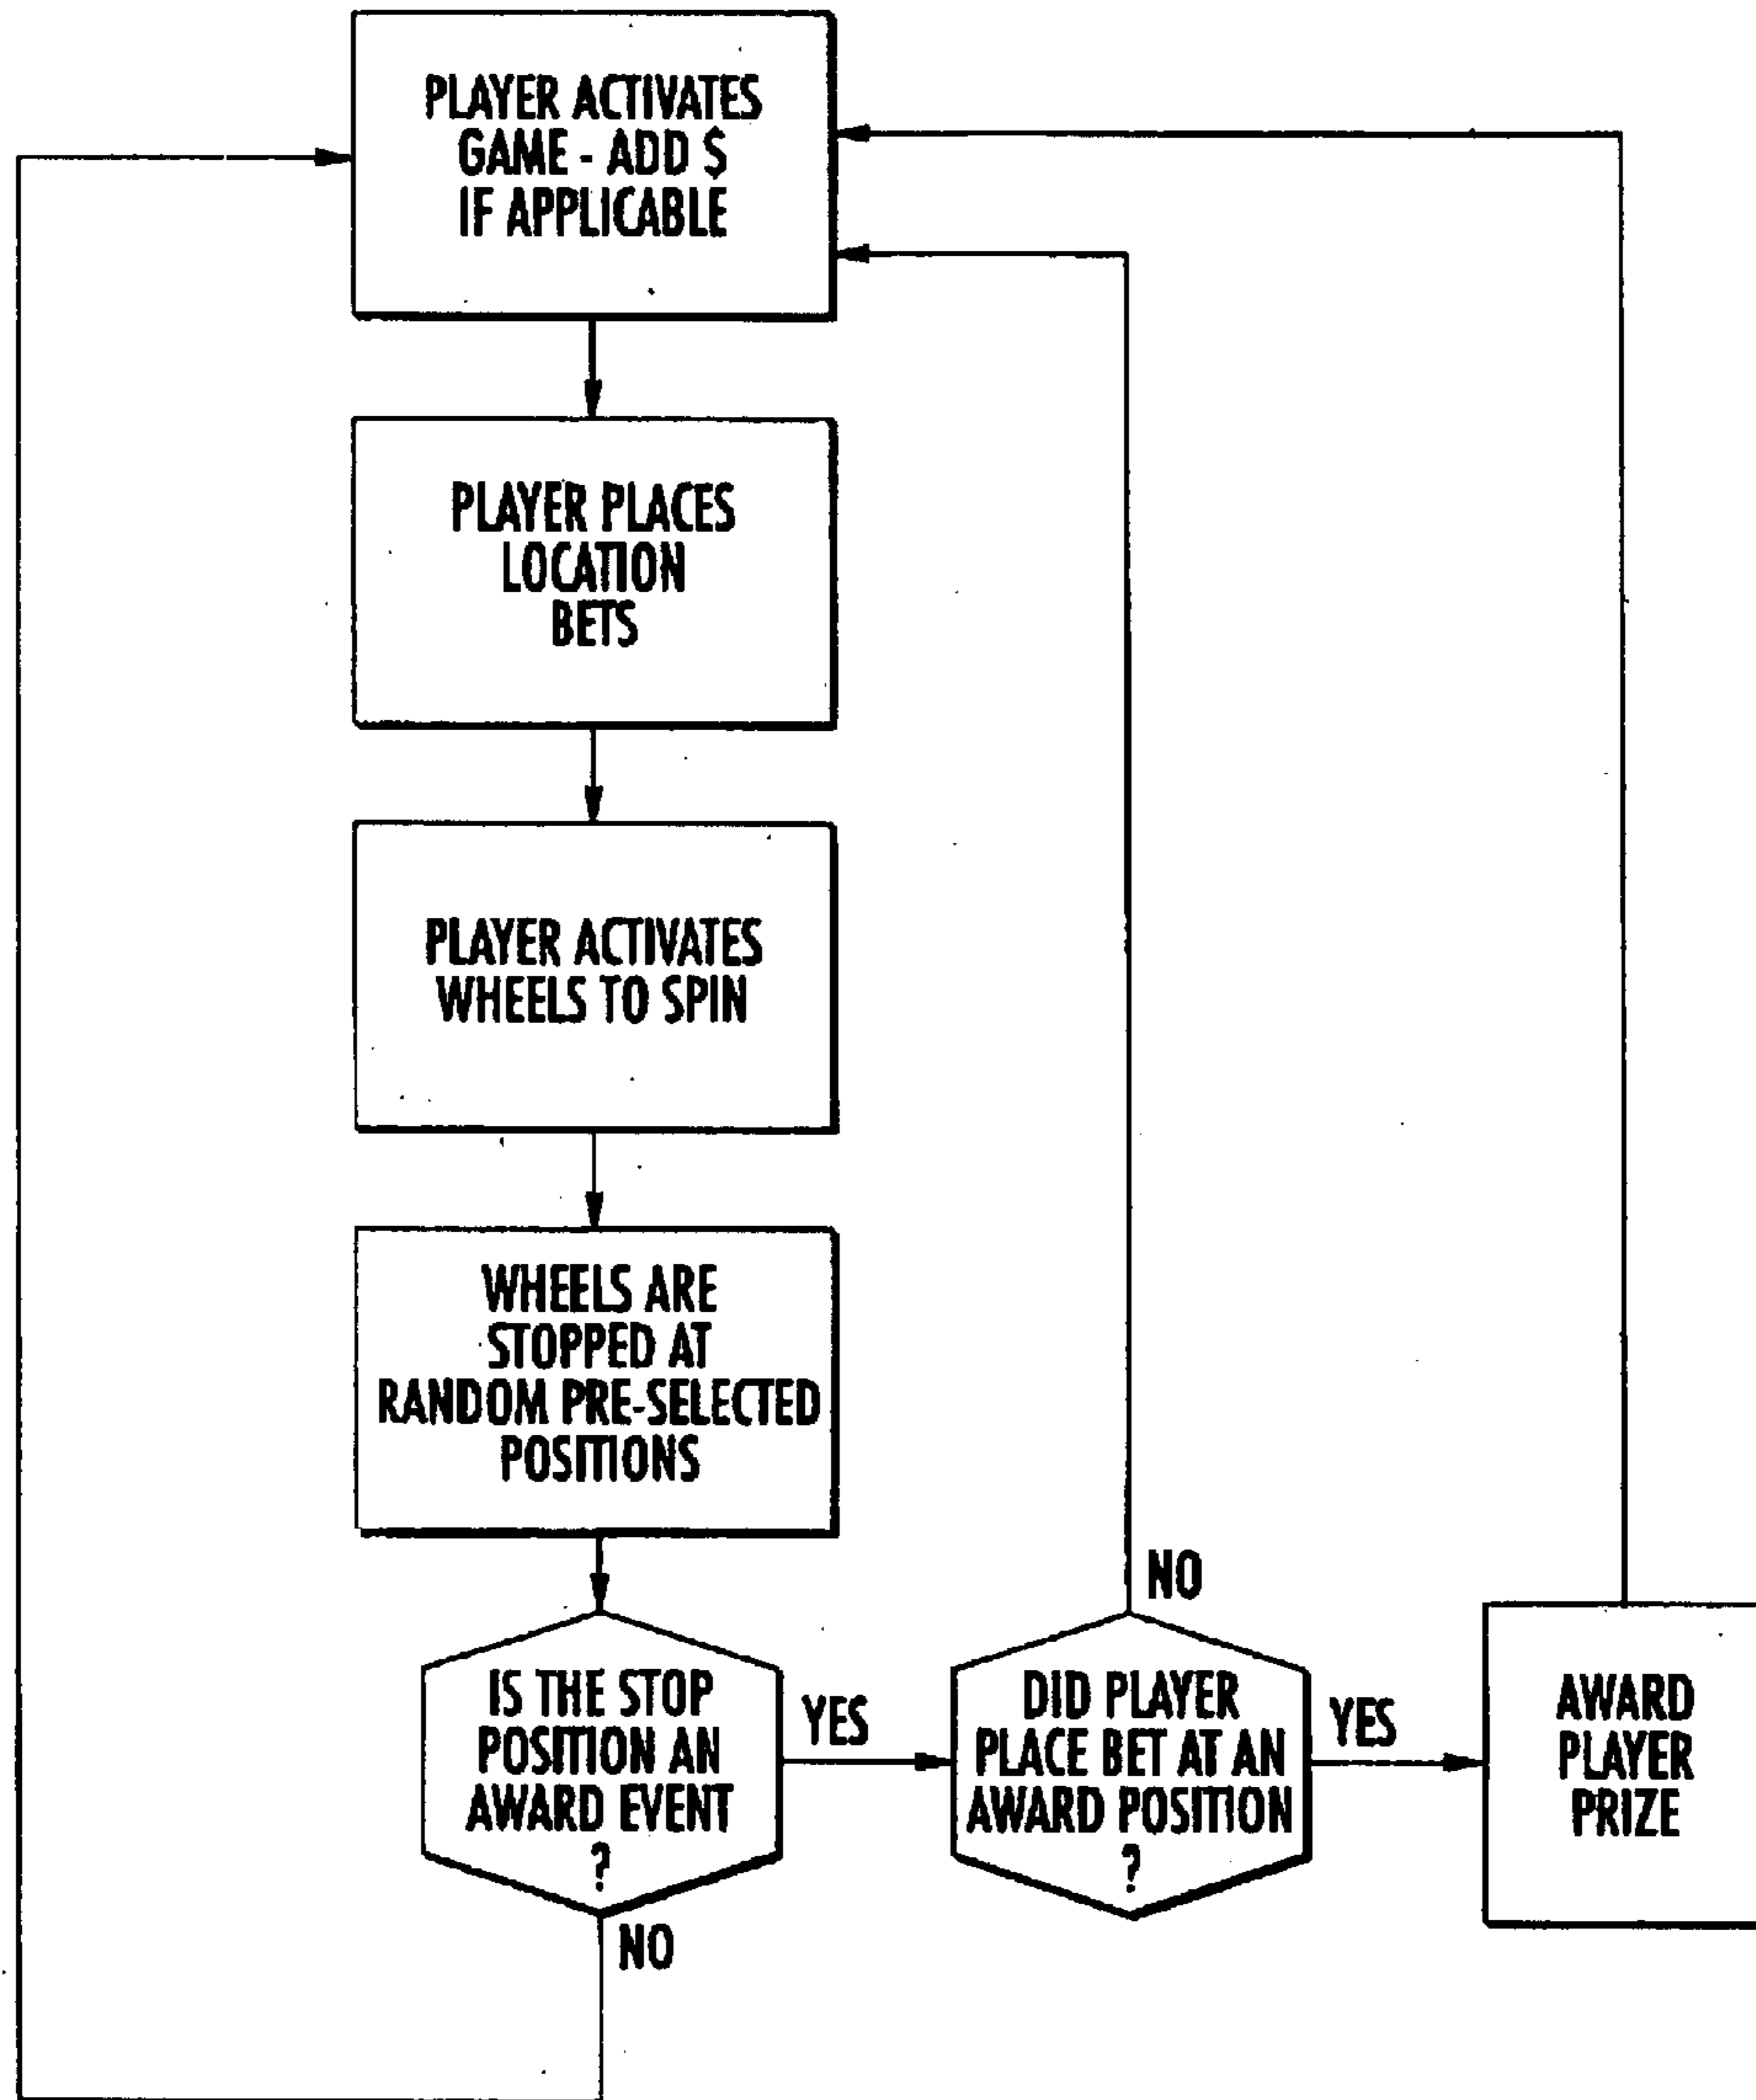 PLAYER ACTIVATES
GAME - ADD $
IF APPLICABLE
PLAYER PLACES
LOCATION
BETS
PLAYER ACTIVATES
WHEELS TO SPIN
WHEELS ARE
STOPPED AT
RANDOM PRE-SELECTED
POSITIONS
IS THE STOP
POSITION AN
AWARD EVENT
?
YES
NO
DID PLAYER
PLACE BET AT AN
AWARD POSITION
?
NO
YES
AWARD
PLAYER
PRIZE